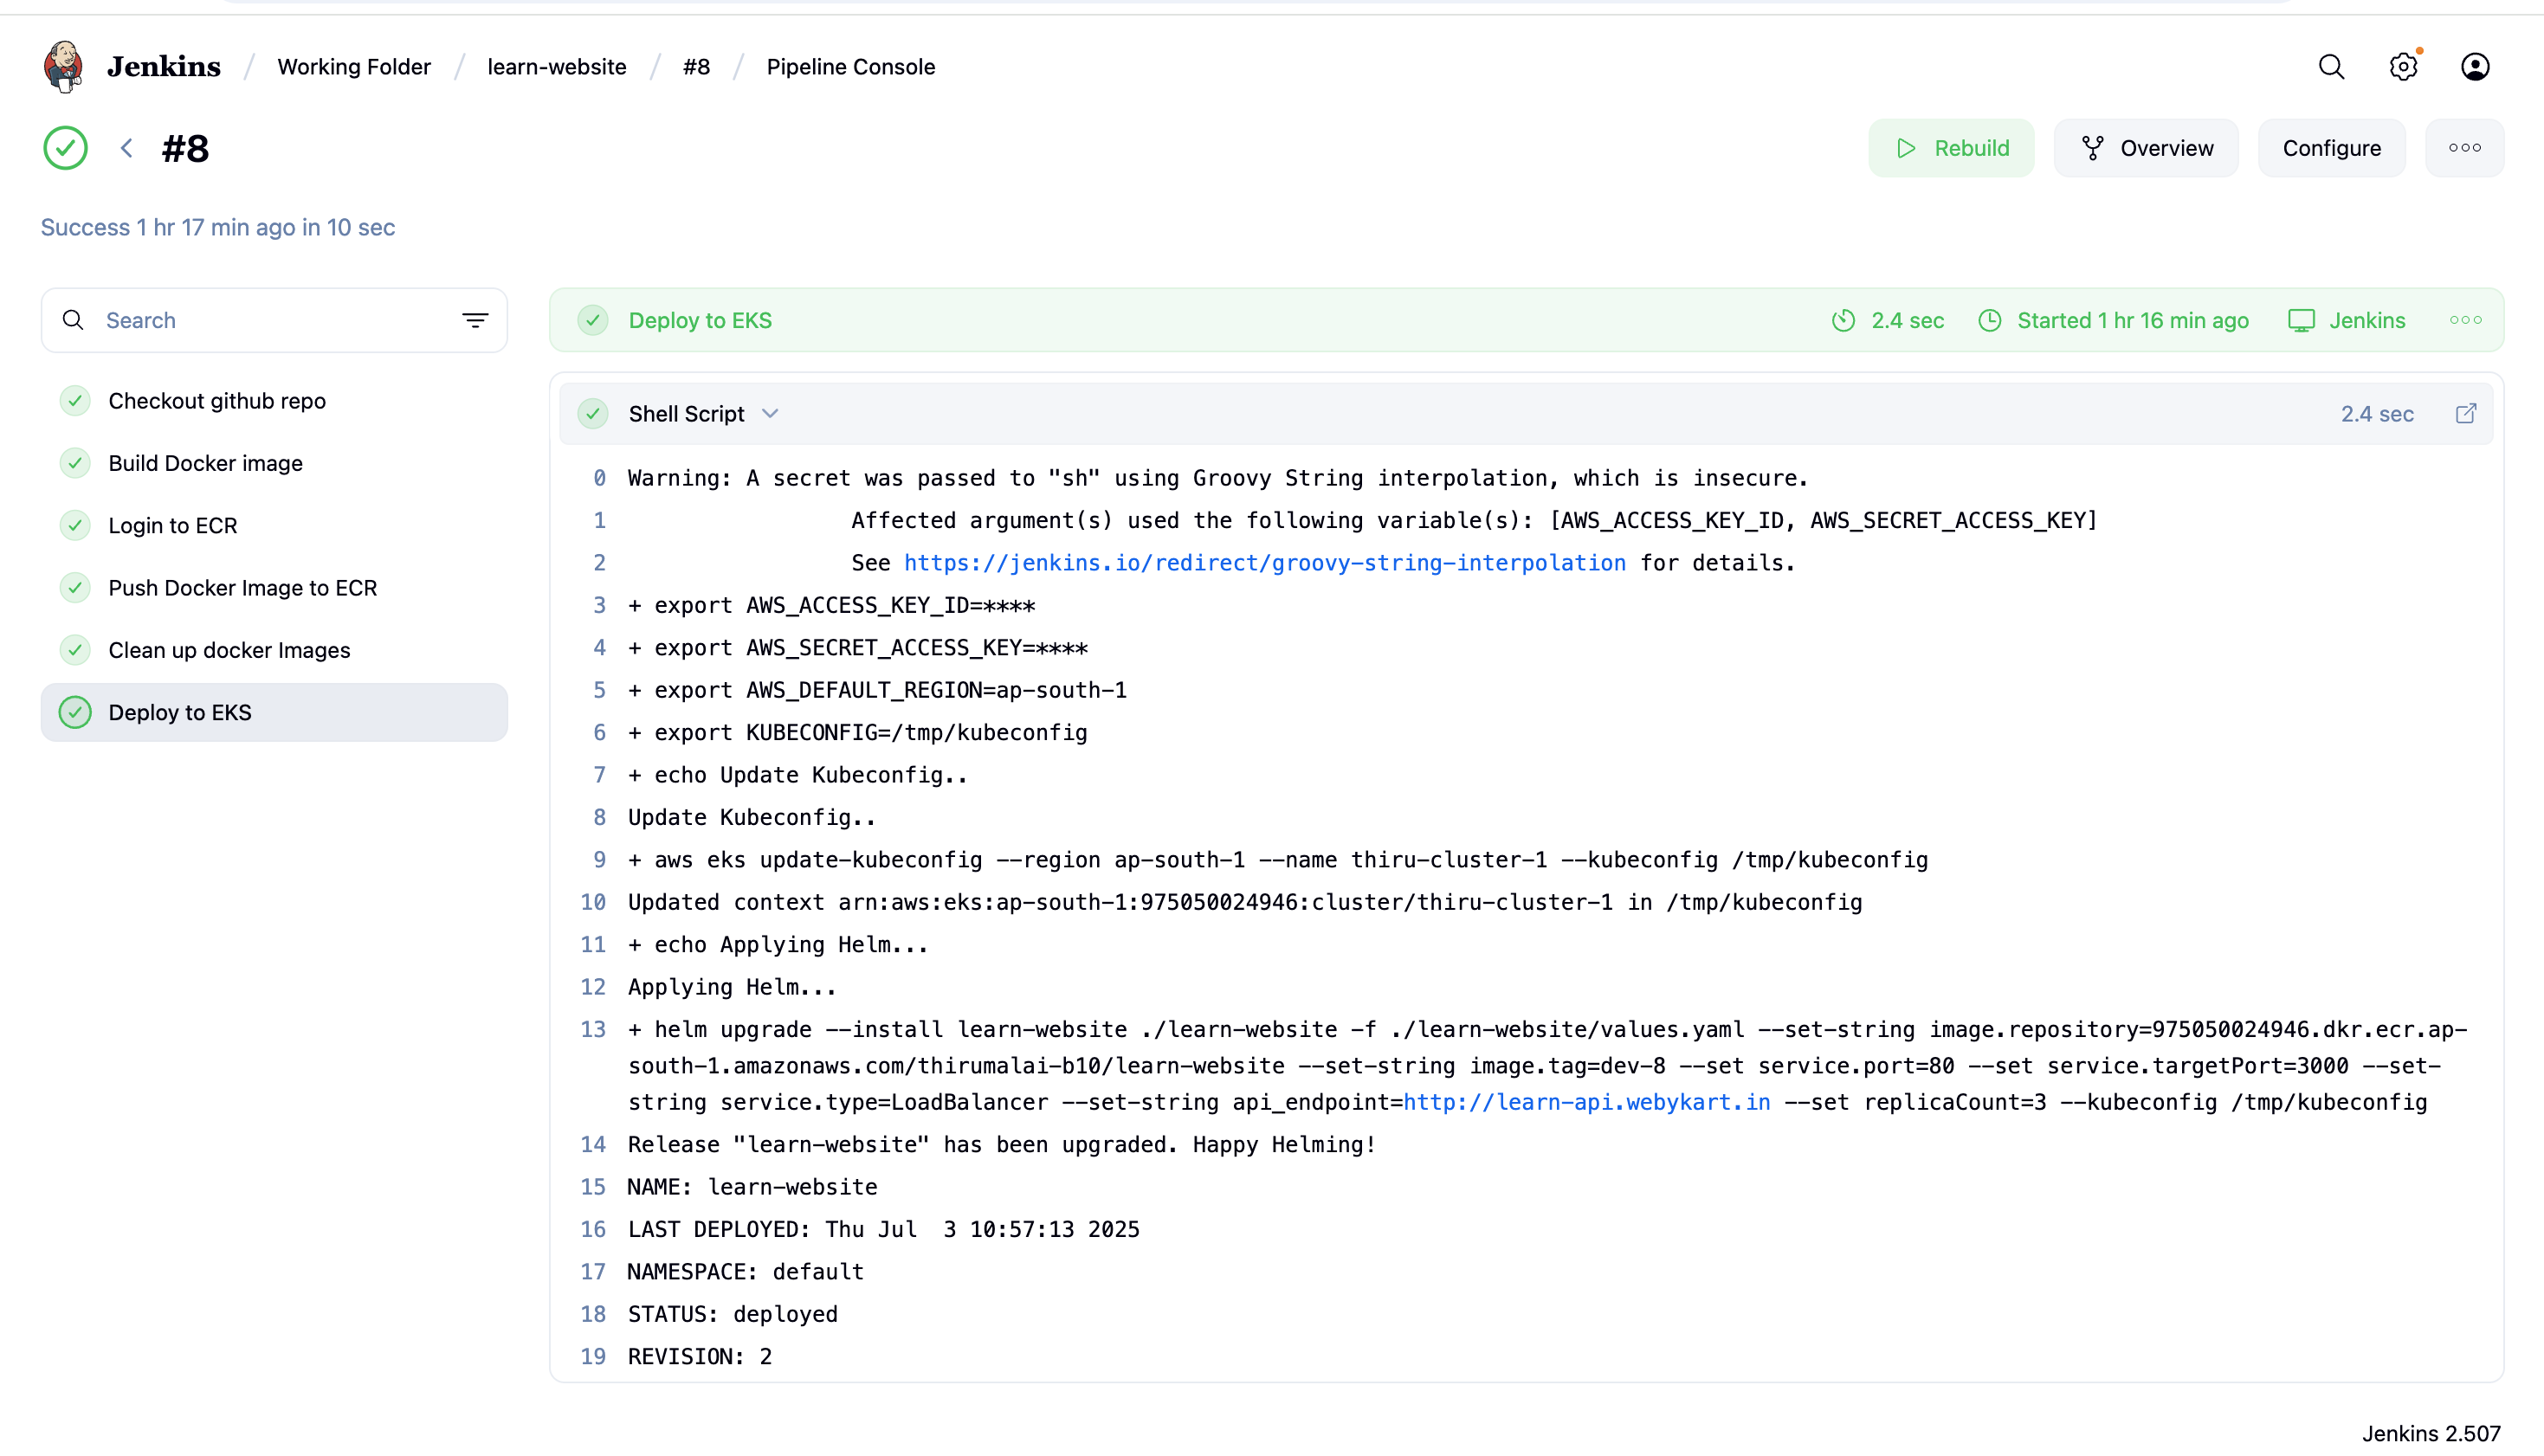 Jenkins / Working Folder / learn-website / #8 / Pipeline Console
#8
Rebuild
Overview
Configure
Success 1 hr 17 min ago in 10 sec
Search
Checkout github repo
Build Docker image
Login to ECR
Push Docker Image to ECR
Clean up docker Images
Deploy to EKS
Deploy to EKS
2.4 sec
Started 1 hr 16 min ago
Jenkins
Shell Script
2.4 sec
0 Warning: A secret was passed to "sh" using Groovy String interpolation, which is insecure.
1 Affected argument(s) used the following variable(s): [AWS_ACCESS_KEY_ID, AWS_SECRET_ACCESS_KEY]
2 See https://jenkins.io/redirect/groovy-string-interpolation for details.
3 + export AWS_ACCESS_KEY_ID=****
4 + export AWS_SECRET_ACCESS_KEY=****
5 + export AWS_DEFAULT_REGION=ap-south-1
6 + export KUBECONFIG=/tmp/kubeconfig
7 + echo Update Kubeconfig..
8 Update Kubeconfig..
9 + aws eks update-kubeconfig --region ap-south-1 --name thiru-cluster-1 --kubeconfig /tmp/kubeconfig
10 Updated context arn:aws:eks:ap-south-1:975050024946:cluster/thiru-cluster-1 in /tmp/kubeconfig
11 + echo Applying Helm...
12 Applying Helm...
13 + helm upgrade --install learn-website ./learn-website -f ./learn-website/values.yaml --set-string image.repository=975050024946.dkr.ecr.ap-
south-1.amazonaws.com/thirumalai-b10/learn-website --set-string image.tag=dev-8 --set service.port=80 --set service.targetPort=3000 --set-
string service.type=LoadBalancer --set-string api_endpoint=http://learn-api.webykart.in --set replicaCount=3 --kubeconfig /tmp/kubeconfig
14 Release "learn-website" has been upgraded. Happy Helming!
15 NAME: learn-website
16 LAST DEPLOYED: Thu Jul  3 10:57:13 2025
17 NAMESPACE: default
18 STATUS: deployed
19 REVISION: 2
Jenkins 2.507